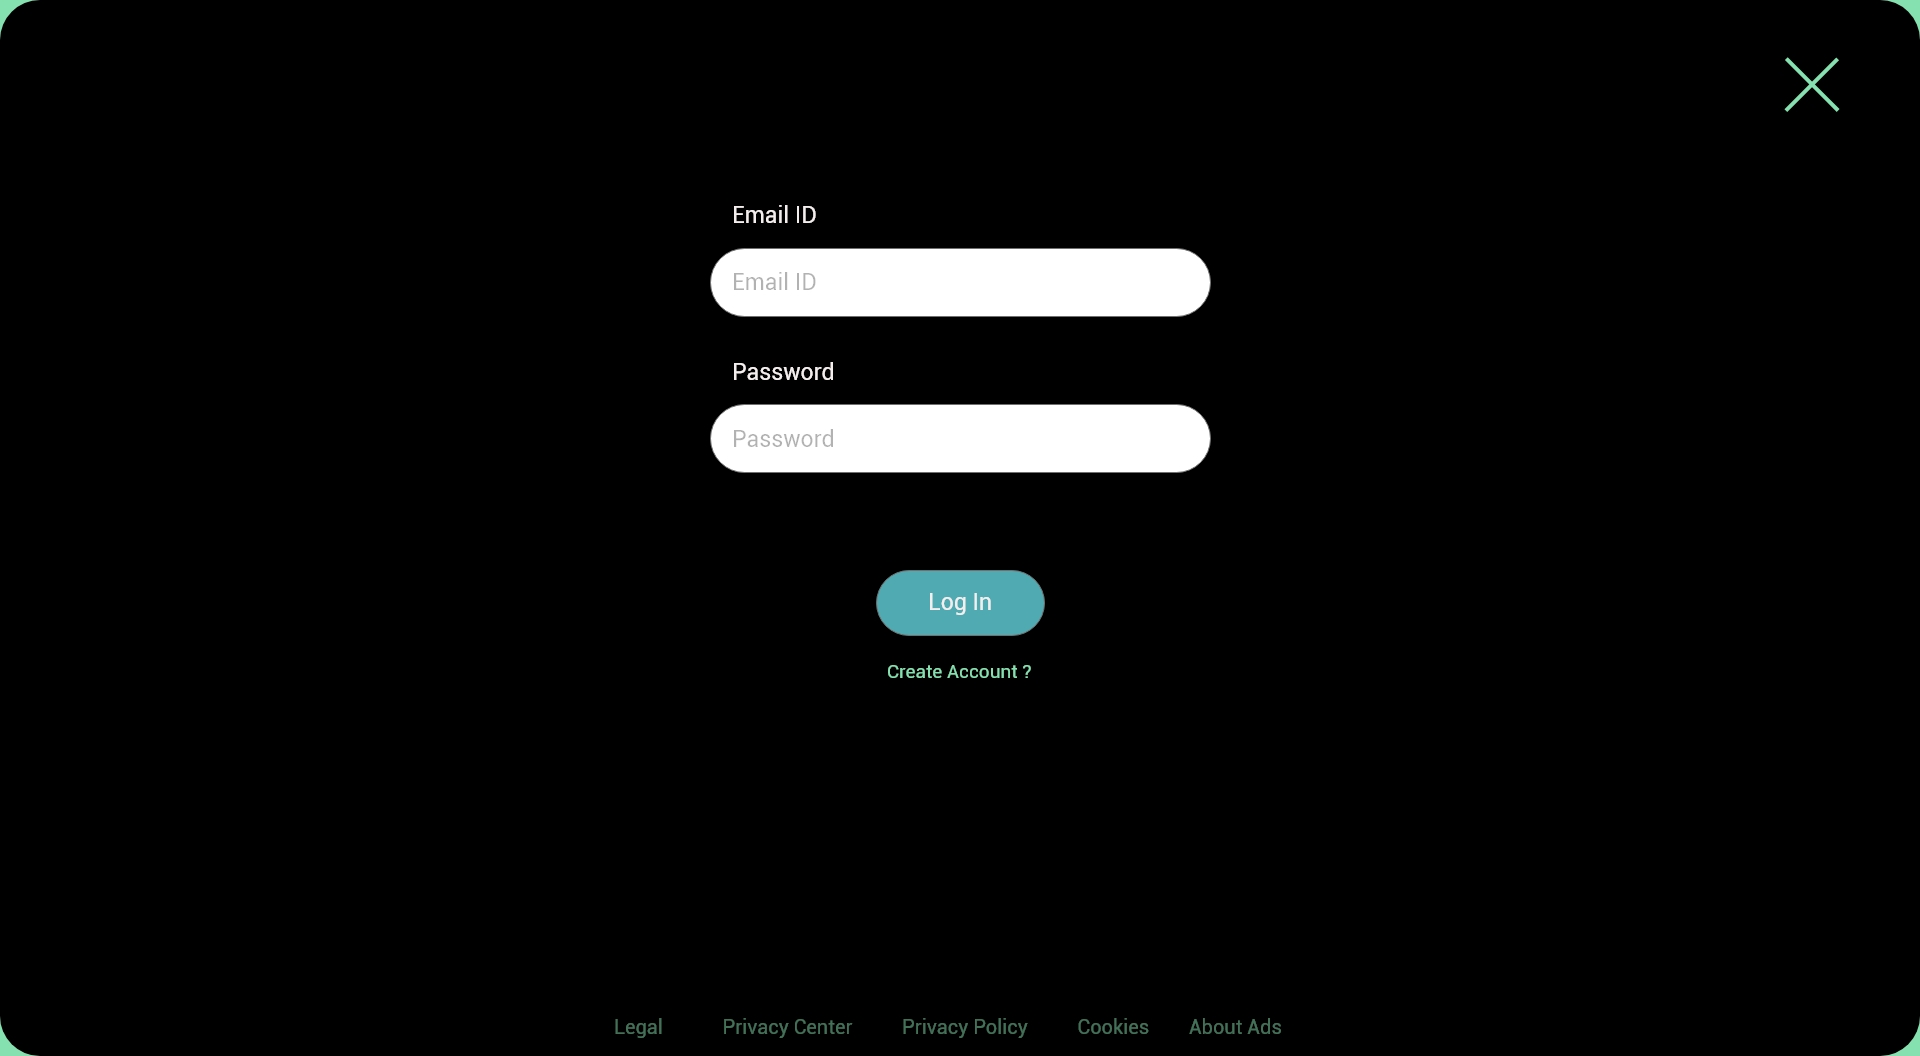 Email ID
Email ID
Password
Password
Log In
Create Account ?
Legal Privacy Center Privacy Policy Cookies About Ads